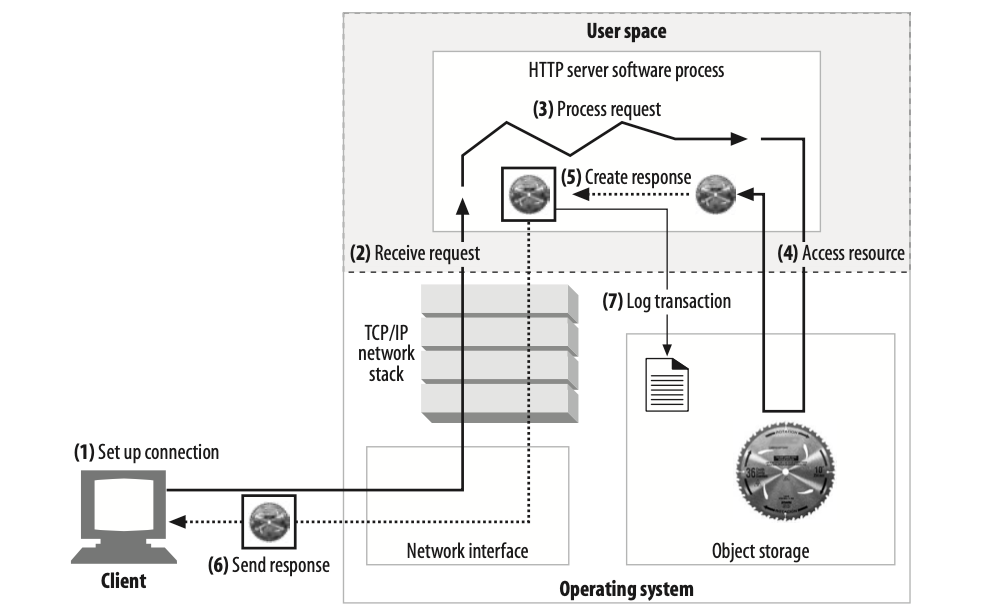 User space
HTTP server software process
(3) Process request
(5) Create response
(2) Receive request
(4) Access resource
(7) Log transaction
TCP/IP
network
stack
(1) Set up connection
36
10"
(6) Send response
Network interface
Object storage
Client
Operating system